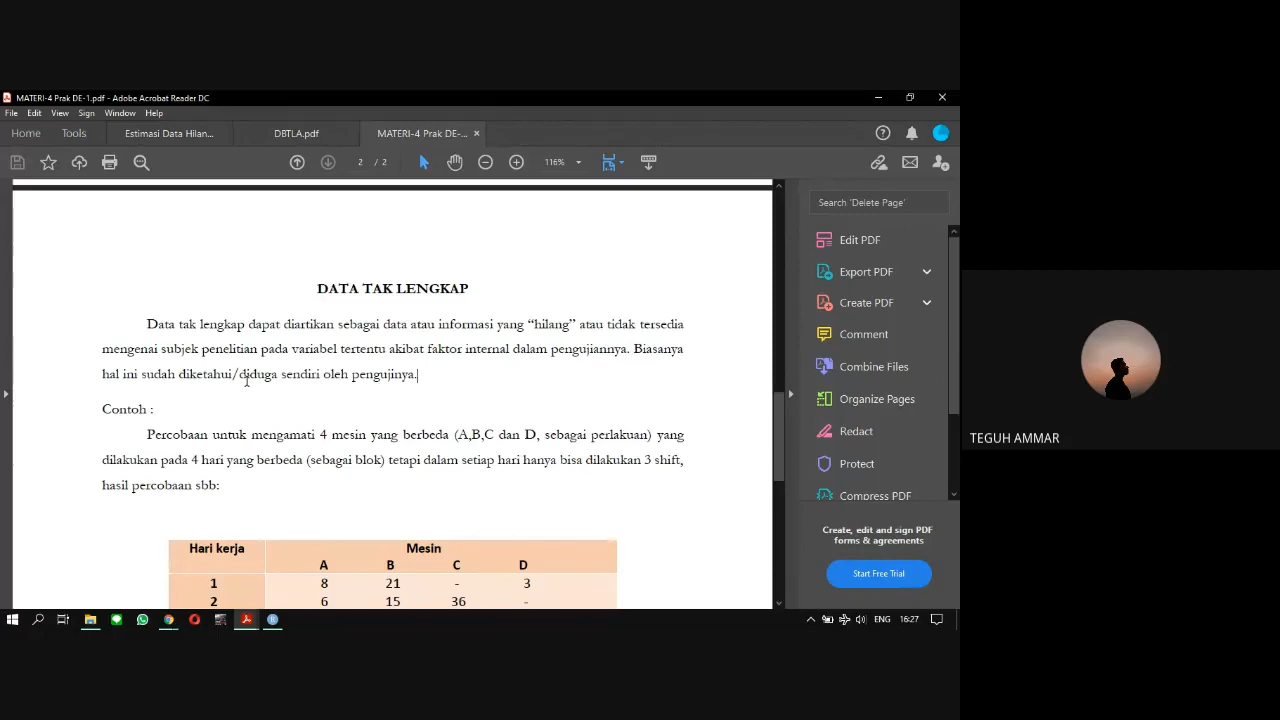 MATERI-4 Prak DE-1.pdf - Adobe Acrobat Reader DC
File Edit View Sign Window Help
Home Tools Estimasi Data Hilan... DBTLA.pdf MATERI-4 Prak DE-... ×
2 / 2 116%
Search 'Delete Page'
Edit PDF
Export PDF
Create PDF
Comment
Combine Files
Organize Pages
Redact
Protect
Compress PDF
Create, edit and sign PDF
forms & agreements
Start Free Trial
DATA TAK LENGKAP
Data tak lengkap dapat diartikan sebagai data atau informasi yang “hilang” atau tidak tersedia
mengenai subjek penelitian pada variabel tertentu akibat faktor internal dalam pengujiannya. Biasanya
hal ini sudah diketahui/diduga sendiri oleh pengujinya.
Contoh :
Percobaan untuk mengamati 4 mesin yang berbeda (A,B,C dan D, sebagai perlakuan) yang
dilakukan pada 4 hari yang berbeda (sebagai blok) tetapi dalam setiap hari hanya bisa dilakukan 3 shift,
hasil percobaan sbb:
Hari kerja Mesin
A B C D
1 8 21 - 3
2 6 15 36 -
ENG 16:27
TEGUH AMMAR